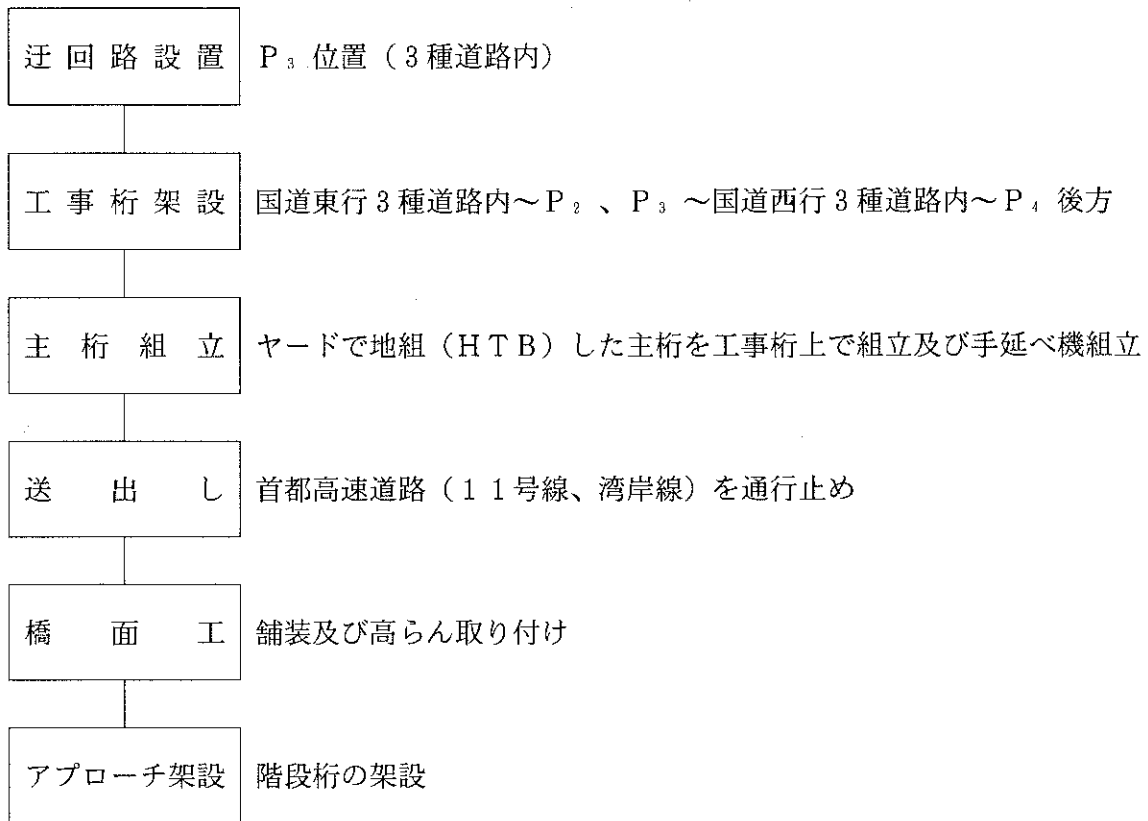 迂回路設置 P₃位置（3種道路内）
工事桁架設 国道東行3種道路内～P₂、P₃～国道西行3種道路内～P₄後方
主桁組立 ヤードで地組（HTB）した主桁を工事桁上で組立及び手延べ機組立
送出し 首都高速道路（11号線、湾岸線）を通行止め
橋面工 舗装及び高らん取り付け
アプローチ架設 階段桁の架設